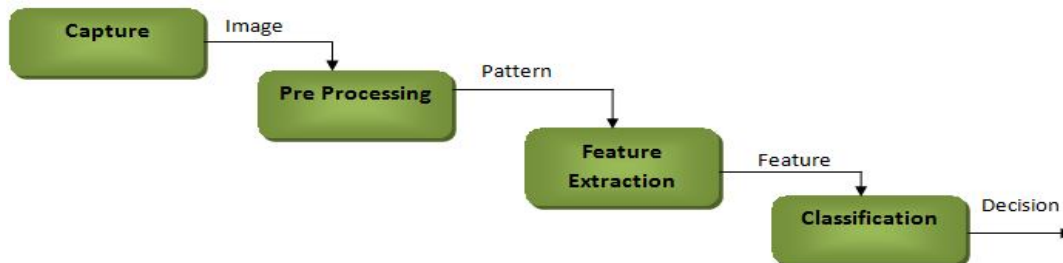 Capture
Image
Pre Processing
Pattern
Feature
Extraction
Feature
Classification
Decision